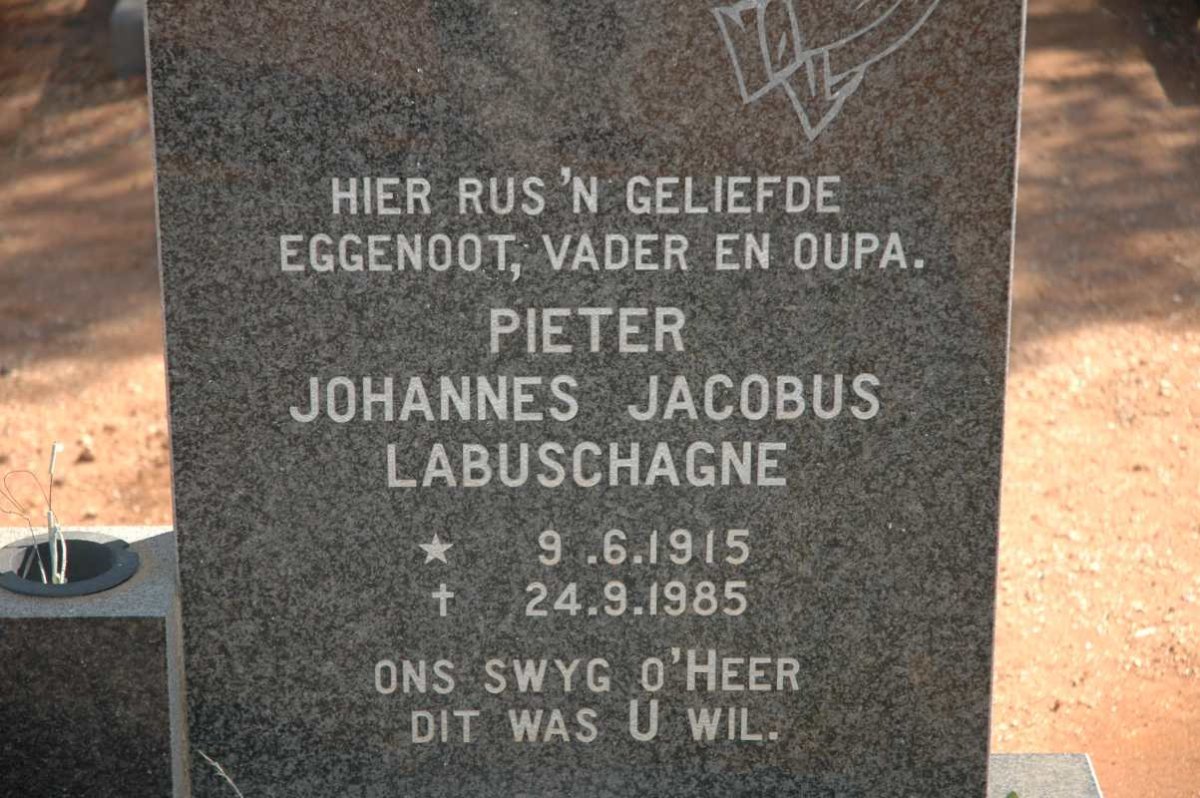 HIER RUS 'N GELIEFDE
EGGENOOT, VADER EN OUPA.
PIETER
JOHANNES JACOBUS
LABUSCHAGNE
★ 9.6.1915
✝ 24.9.1985
ONS SWYG O'HEER
DIT WAS U WIL.